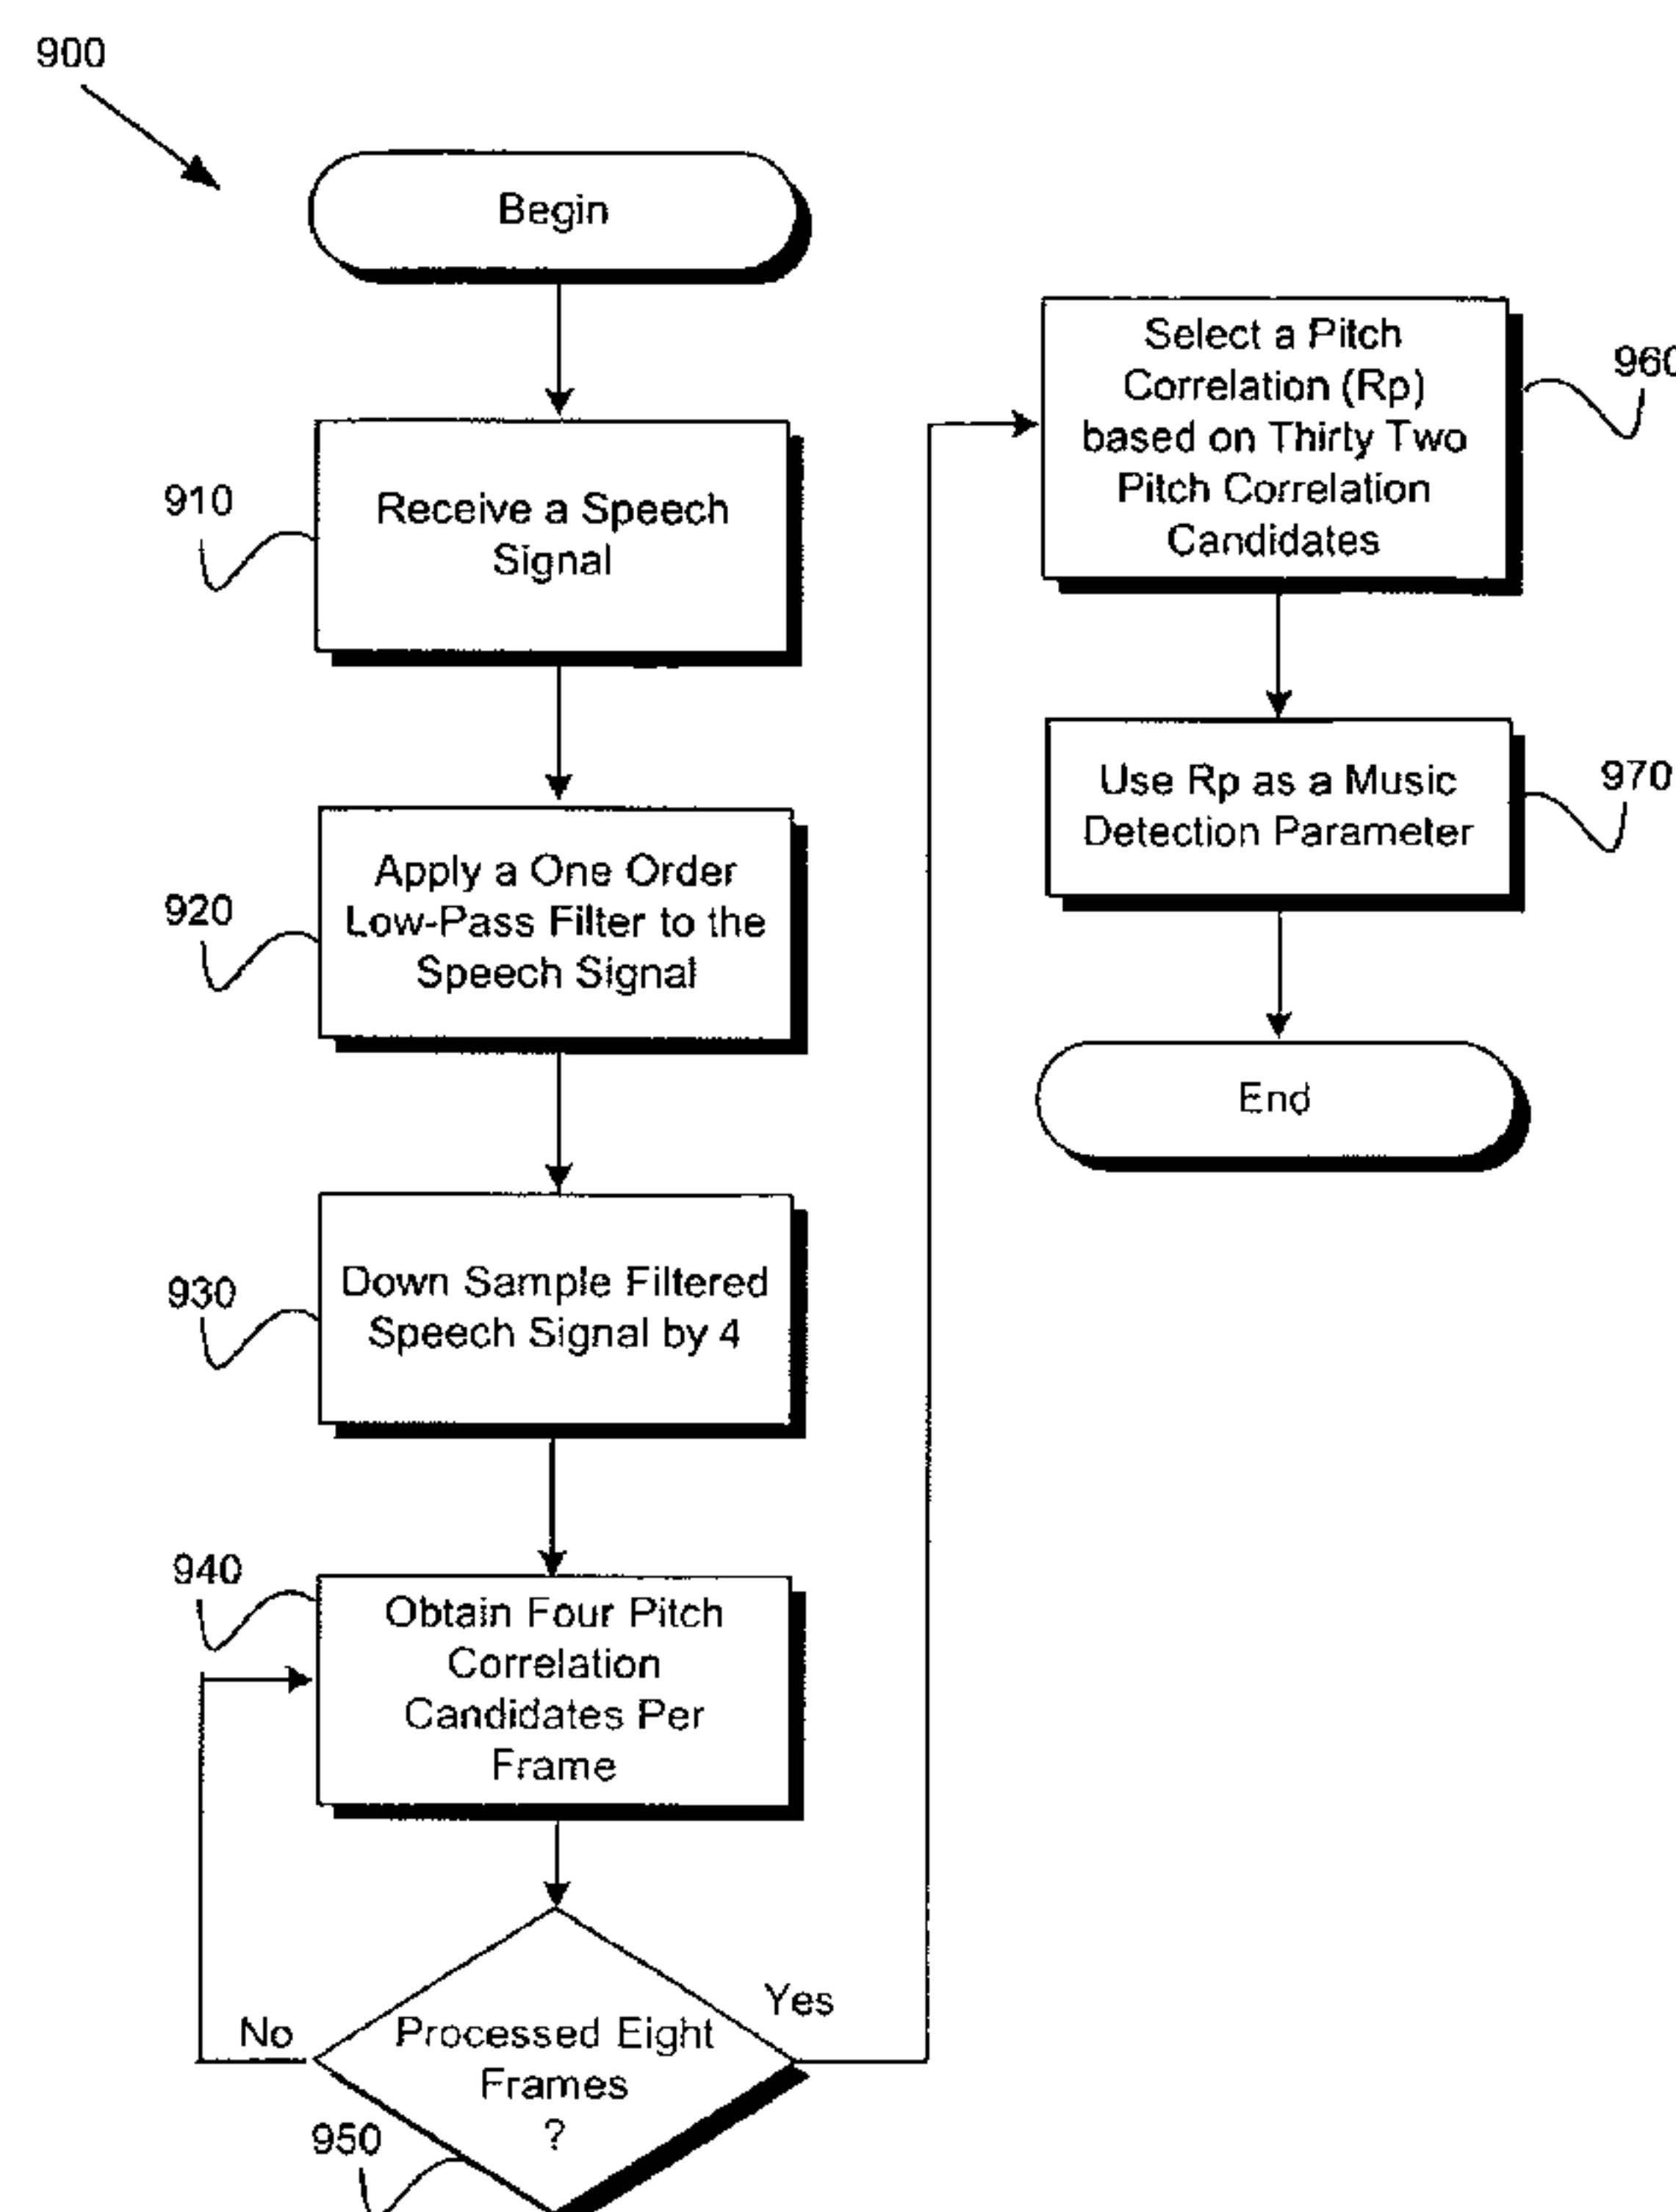 900
Begin
910
Receive a Speech
Signal
920
Apply a One Order
Low-Pass Filter to the
Speech Signal
930
Down Sample Filtered
Speech Signal by 4
940
Obtain Four Pitch
Correlation
Candidates Per
Frame
No
Yes
Processed Eight
Frames
?
950
Select a Pitch
Correlation (Rp)
based on Thirty Two
Pitch Correlation
Candidates
960
Use Rp as a Music
Detection Parameter
970
End